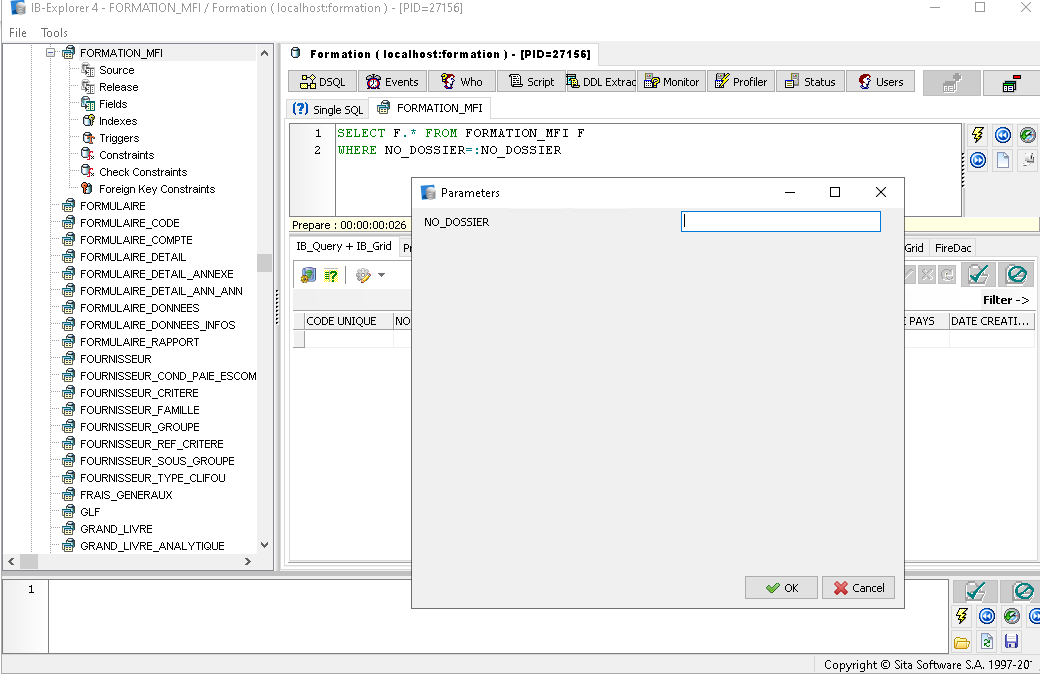 IB-Explorer 4 - FORMATION_MFI / Formation ( localhost:formation ) - [PID=27156]
File Tools
FORMATION_MFI
Source
Release
Fields
Indexes
Triggers
Constraints
Check Constraints
Foreign Key Constraints
FORMULAIRE
FORMULAIRE_CODE
FORMULAIRE_COMPTE
FORMULAIRE_DETAIL
FORMULAIRE_DETAIL_ANNEXE
FORMULAIRE_DETAIL_ANN_ANN
FORMULAIRE_DONNEES
FORMULAIRE_DONNEES_INFOS
FORMULAIRE_RAPPORT
FOURNISSEUR
FOURNISSEUR_COND_PAIE_ESCOM
FOURNISSEUR_CRITERE
FOURNISSEUR_FAMILLE
FOURNISSEUR_GROUPE
FOURNISSEUR_REF_CRITERE
FOURNISSEUR_SOUS_GROUPE
FOURNISSEUR_TYPE_CLIFOU
FRAIS_GENERAUX
GLF
GRAND_LIVRE
GRAND_LIVRE_ANALYTIQUE
Formation ( localhost:formation ) - [PID=27156]
DSQL Events Who Script DDL Extrac Monitor Profiler Status Users
(?) Single SQL FORMATION_MFI
1 SELECT F.* FROM FORMATION_MFI F
2 WHERE NO_DOSSIER=:NO_DOSSIER
Prepare : 00:00:00:026
IB_Query + IB_Grid Pr Grid FireDac
Filter ->
CODE UNIQUE NO PAYS DATE CREATI...
Parameters
NO_DOSSIER
OK Cancel
1
Copyright © Sita Software S.A. 1997-20